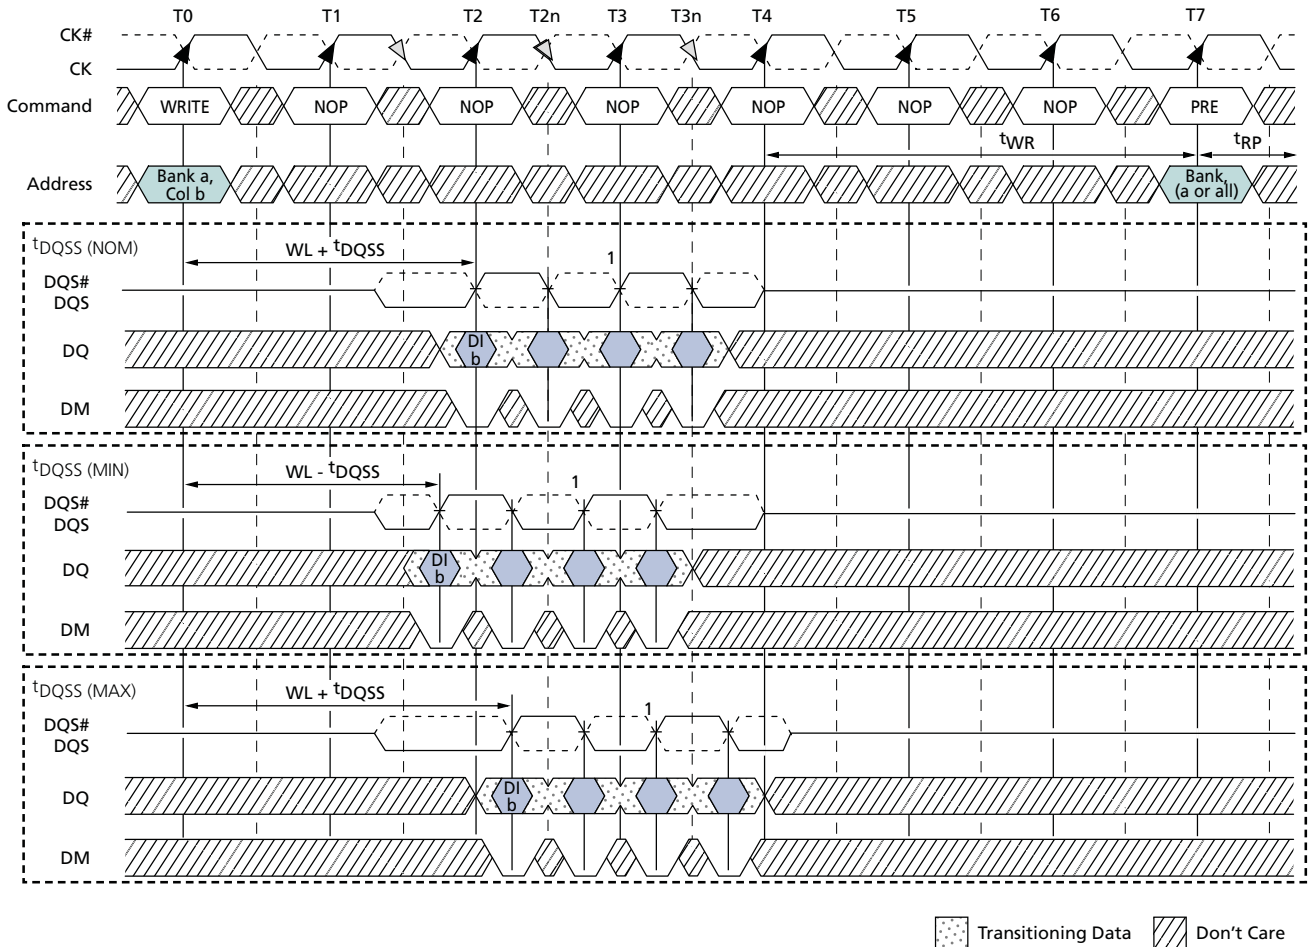 T0 T1 T2 T2n T3 T3n T4 T5 T6 T7
CK#
CK
Command WRITE NOP NOP NOP NOP NOP NOP PRE
tWR tRP
Address Bank a, Col b Bank, (a or all)
tDQSS (NOM)
WL + tDQSS
1
DQS#
DQS
DQ DI b
DM
tDQSS (MIN)
WL - tDQSS
1
DQS#
DQS
DQ DI b
DM
tDQSS (MAX)
WL + tDQSS
1
DQS#
DQS
DQ DI b
DM
Transitioning Data Don't Care